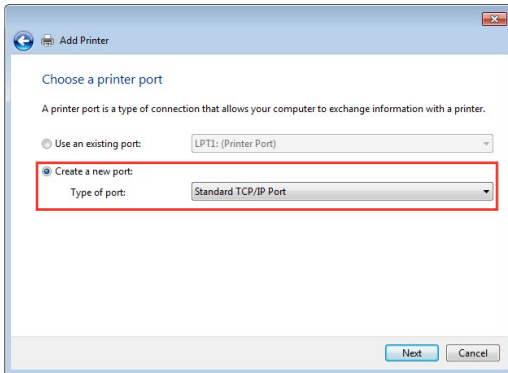 Add Printer
Choose a printer port
A printer port is a type of connection that allows your computer to exchange information with a printer.
Use an existing port: LPT1: (Printer Port)
Create a new port:
Type of port: Standard TCP/IP Port
Next Cancel